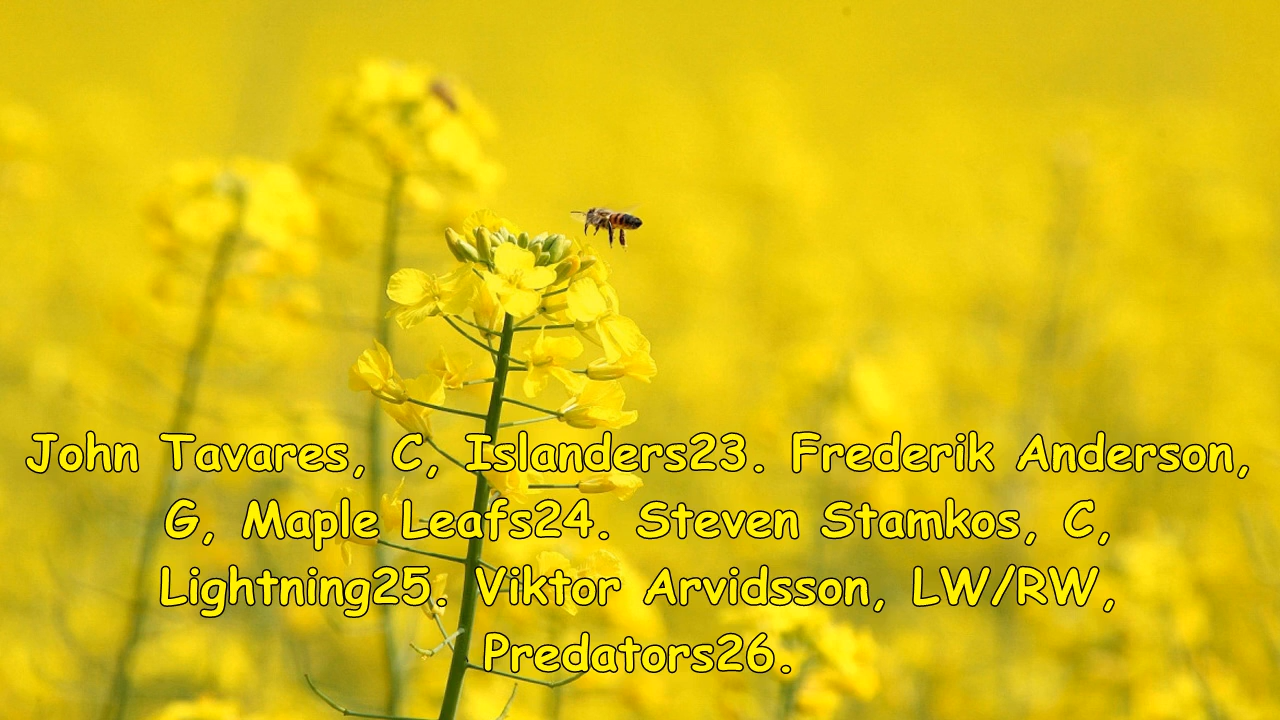 John Tavares, C, Islanders23. Frederik Anderson,
G, Maple Leafs24. Steven Stamkos, C,
Lightning25. Viktor Arvidsson, LW/RW,
Predators26.